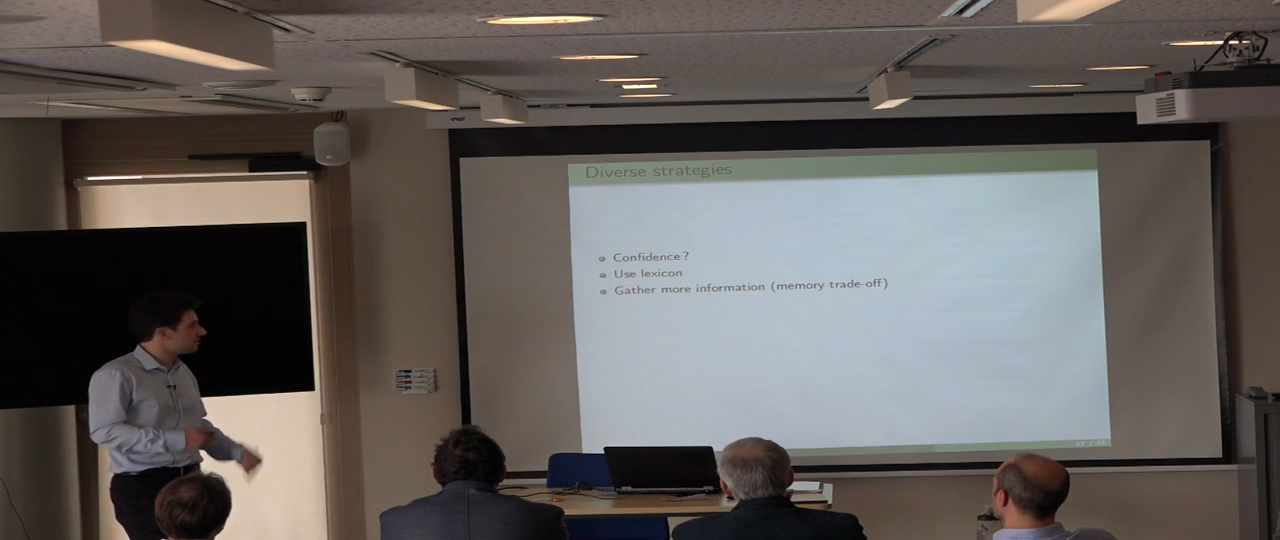 Diverse strategies
Confidence ?
Use lexicon
Gather more information (memory trade-off)